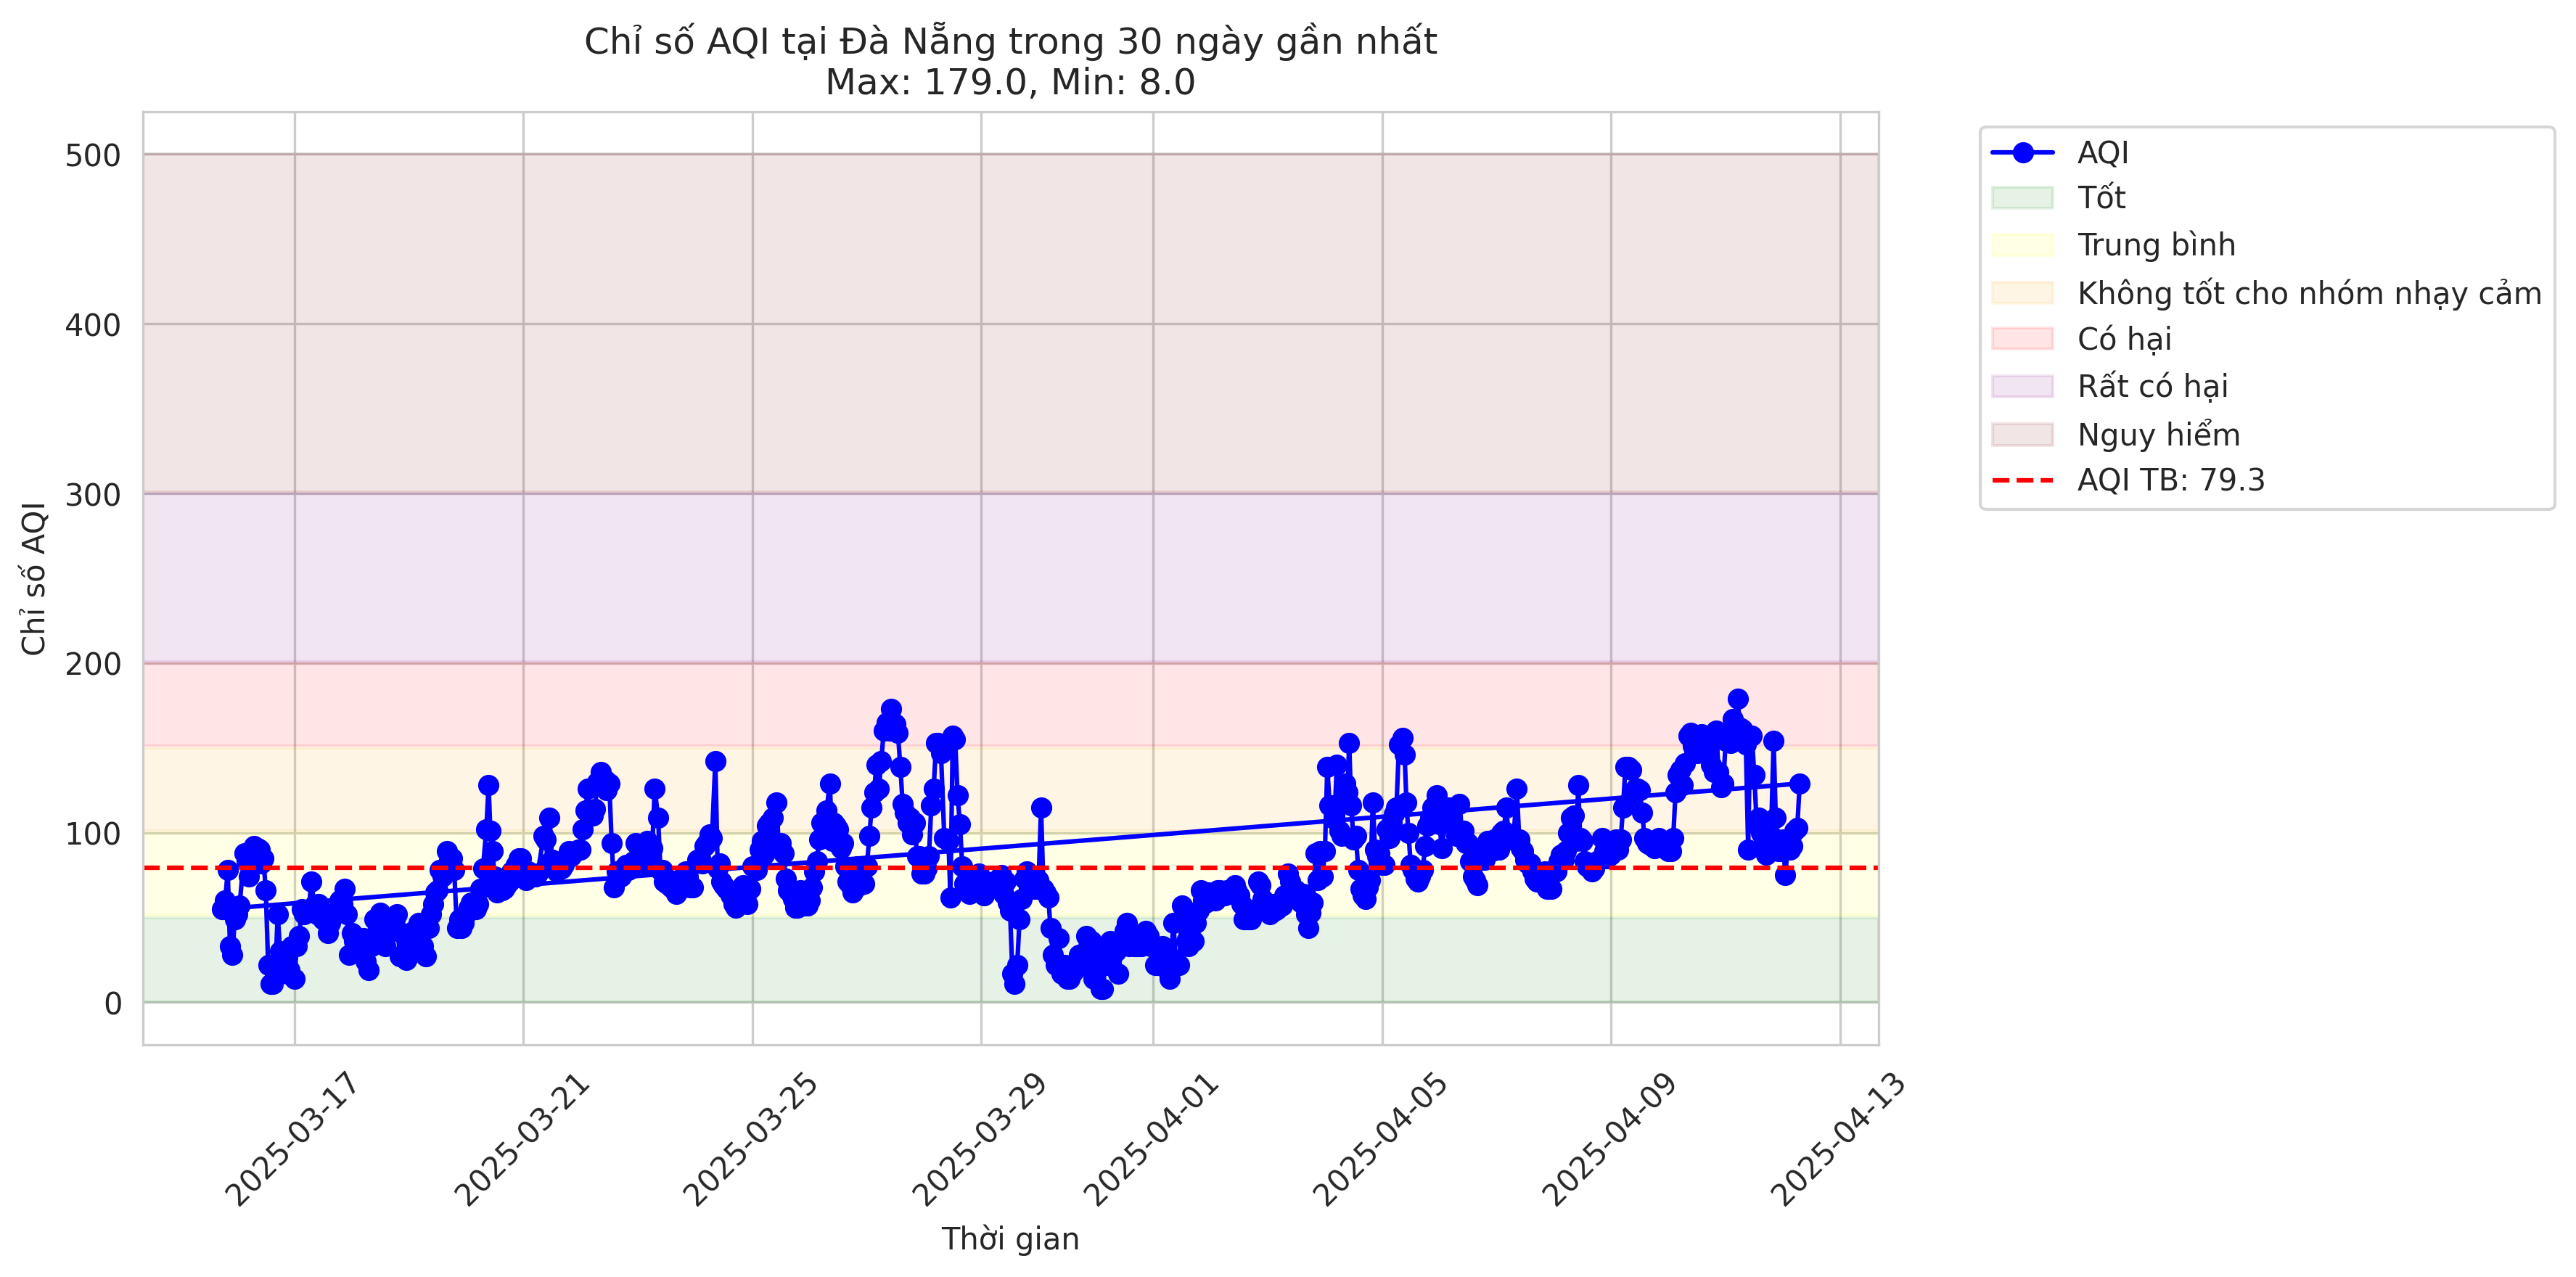 Chỉ số AQI tại Đà Nẵng trong 30 ngày gần nhất
Max: 179.0, Min: 8.0
Chỉ số AQI
500
400
300
200
100
0
2025-03-17
2025-03-21
2025-03-25
2025-03-29
2025-04-01
2025-04-05
2025-04-09
2025-04-13
Thời gian
AQI
Tốt
Trung bình
Không tốt cho nhóm nhạy cảm
Có hại
Rất có hại
Nguy hiểm
AQI TB: 79.3